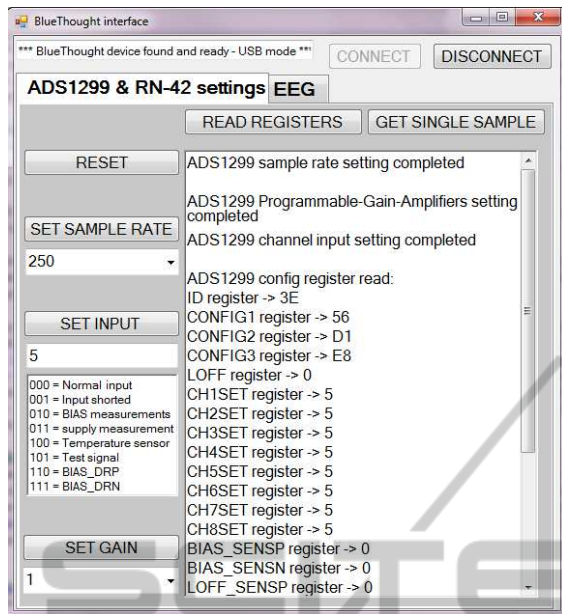 BlueThought interface
*** BlueThought device found and ready - USB mode **
CONNECT
DISCONNECT
ADS1299 & RN-42 settings
EEG
READ REGISTERS
GET SINGLE SAMPLE
RESET
SET SAMPLE RATE
250
SET INPUT
5
000 = Normal input
001 = Input shorted
010 = BIAS measurements
011 = supply measurement
100 = Temperature sensor
101 = Test signal
110 = BIAS_DRP
111 = BIAS_DRN
SET GAIN
1
ADS1299 sample rate setting completed
ADS1299 Programmable-Gain-Amplifiers setting
completed
ADS1299 channel input setting completed
ADS1299 config register read:
ID register -> 3E
CONFIG1 register -> 56
CONFIG2 register -> D1
CONFIG3 register -> E8
LOFF register -> 0
CH1SET register -> 5
CH2SET register -> 5
CH3SET register -> 5
CH4SET register -> 5
CH5SET register -> 5
CH6SET register -> 5
CH7SET register -> 5
CH8SET register -> 5
BIAS_SENSP register -> 0
BIAS_SENSN register -> 0
LOFF_SENSP register -> 0